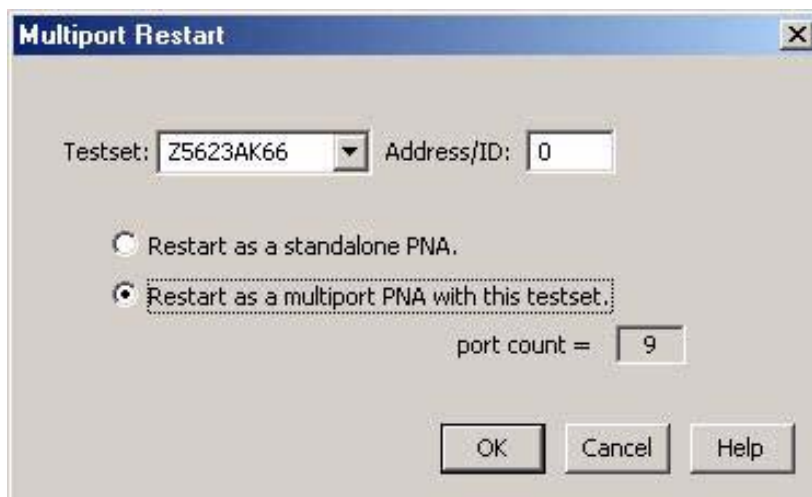 Multiport Restart
Testset: Z5623AK66 Address/ID: 0
Restart as a standalone PNA.
Restart as a multiport PNA with this testset.
port count = 9
OK Cancel Help